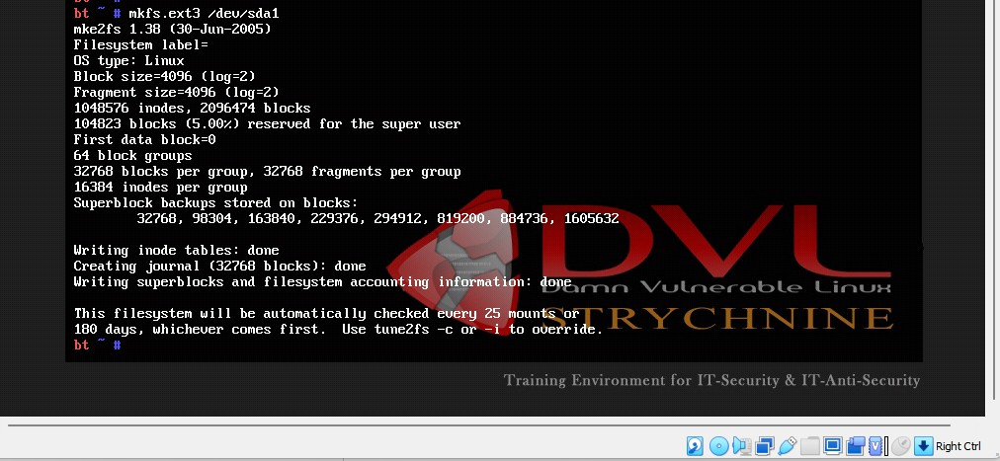 bt ~ # mkfs.ext3 /dev/sda1
mke2fs 1.38 (30-Jun-2005)
Filesystem label=
OS type: Linux
Block size=4096 (log=2)
Fragment size=4096 (log=2)
1048576 inodes, 2096474 blocks
104823 blocks (5.00%) reserved for the super user
First data block=0
64 block groups
32768 blocks per group, 32768 fragments per group
16384 inodes per group
Superblock backups stored on blocks:
32768, 98304, 163840, 229376, 294912, 819200, 884736, 1605632
Writing inode tables: done
Creating journal (32768 blocks): done
Writing superblocks and filesystem accounting information: done
This filesystem will be automatically checked every 25 mounts or
180 days, whichever comes first.  Use tune2fs -c or -i to override.
bt ~ #
DVL
Damn Vulnerable Linux
STRYCHNINE
Training Environment for IT-Security & IT-Anti-Security
Right Ctrl